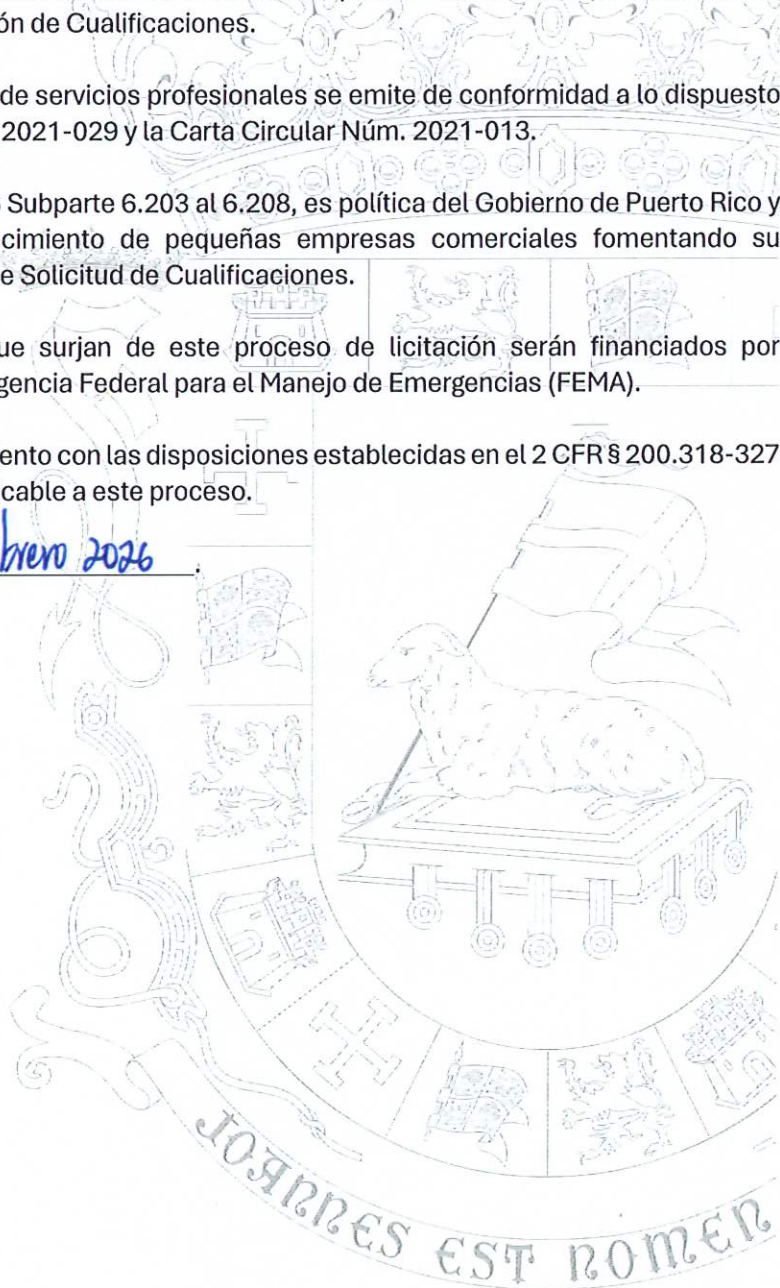 ón de Cualificaciones.
de servicios profesionales se emite de conformidad a lo dispuesto
2021-029 y la Carta Circular Núm. 2021-013.
Subparte 6.203 al 6.208, es política del Gobierno de Puerto Rico y
cimiento de pequeñas empresas comerciales fomentando su
e Solicitud de Cualificaciones.
ue surjan de este proceso de licitación serán financiados por
gencia Federal para el Manejo de Emergencias (FEMA).
ento con las disposiciones establecidas en el 2 CFR § 200.318-327
cable a este proceso.
brero 2026.
JOANNES EST NOMEN